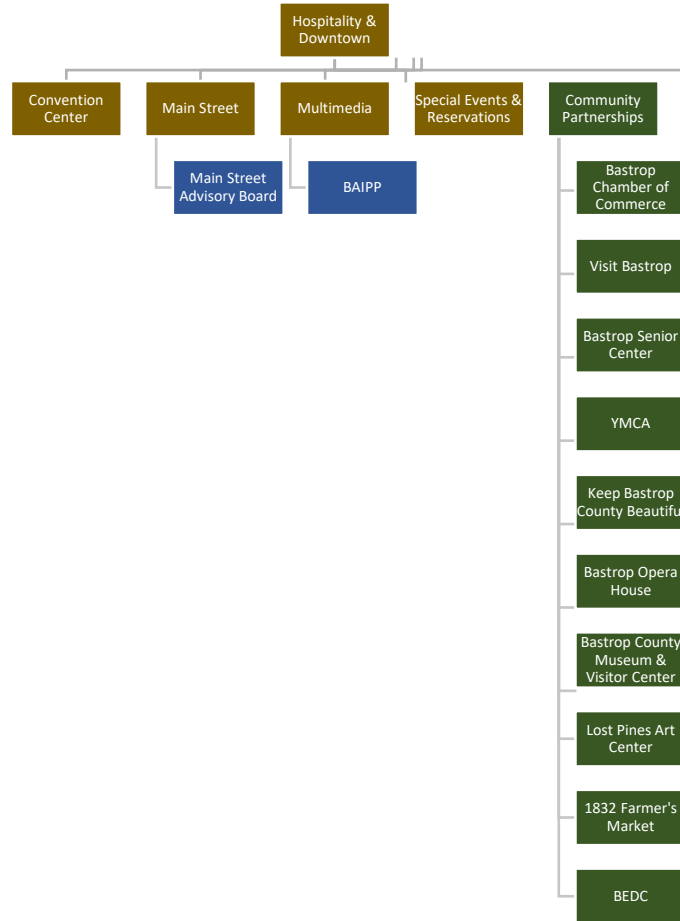 Hospitality &
Downtown
Convention
Center
Main Street
Multimedia
Special Events &
Reservations
Community
Partnerships
Main Street
Advisory Board
BAIPP
Bastrop
Chamber of
Commerce
Visit Bastrop
Bastrop Senior
Center
YMCA
Keep Bastrop
County Beautiful
Bastrop Opera
House
Bastrop County
Museum &
Visitor Center
Lost Pines Art
Center
1832 Farmer's
Market
BEDC